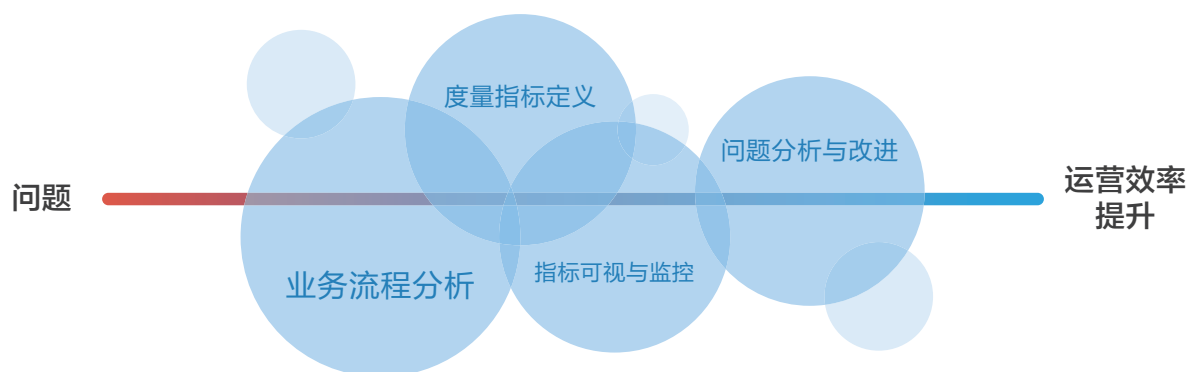 问题
业务流程分析
度量指标定义
指标可视与监控
问题分析与改进
运营效率
提升